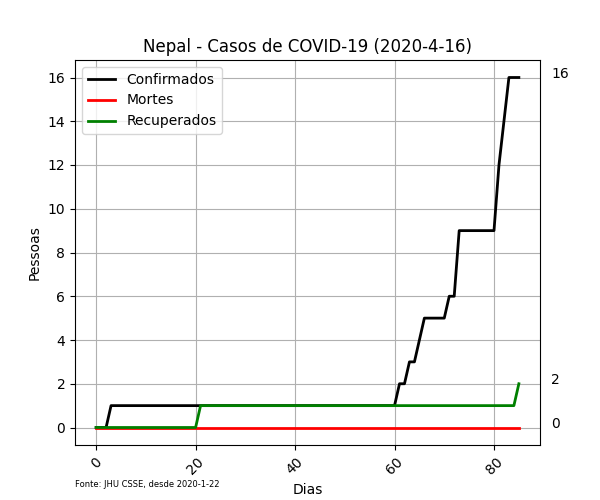 Nepal - Casos de COVID-19 (2020-4-16)
Confirmados
Mortes
Recuperados
16
14
12
10
8
6
4
2
0
Pessoas
16
2
0
0
20
40
60
80
Dias
Fonte: JHU CSSE, desde 2020-1-22